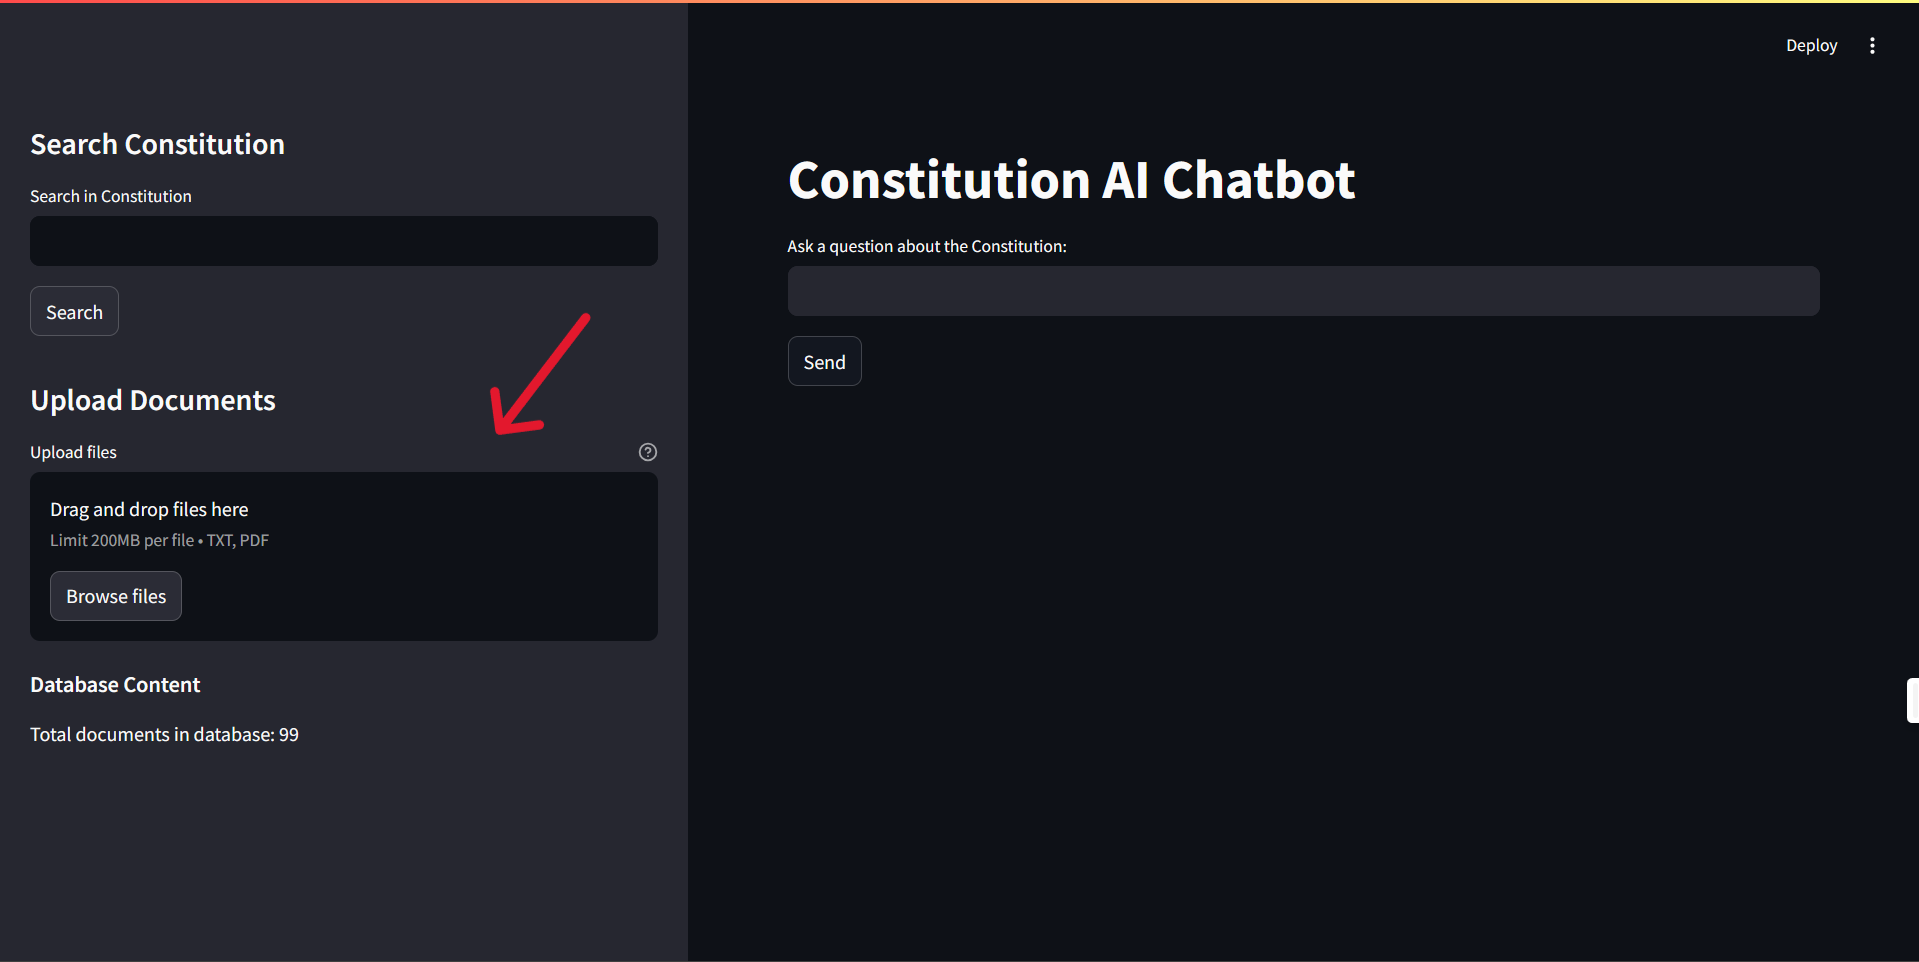 Deploy
Search Constitution
Search in Constitution
Search
Upload Documents
Upload files
Drag and drop files here
Limit 200MB per file • TXT, PDF
Browse files
Database Content
Total documents in database: 99
Constitution AI Chatbot
Ask a question about the Constitution:
Send